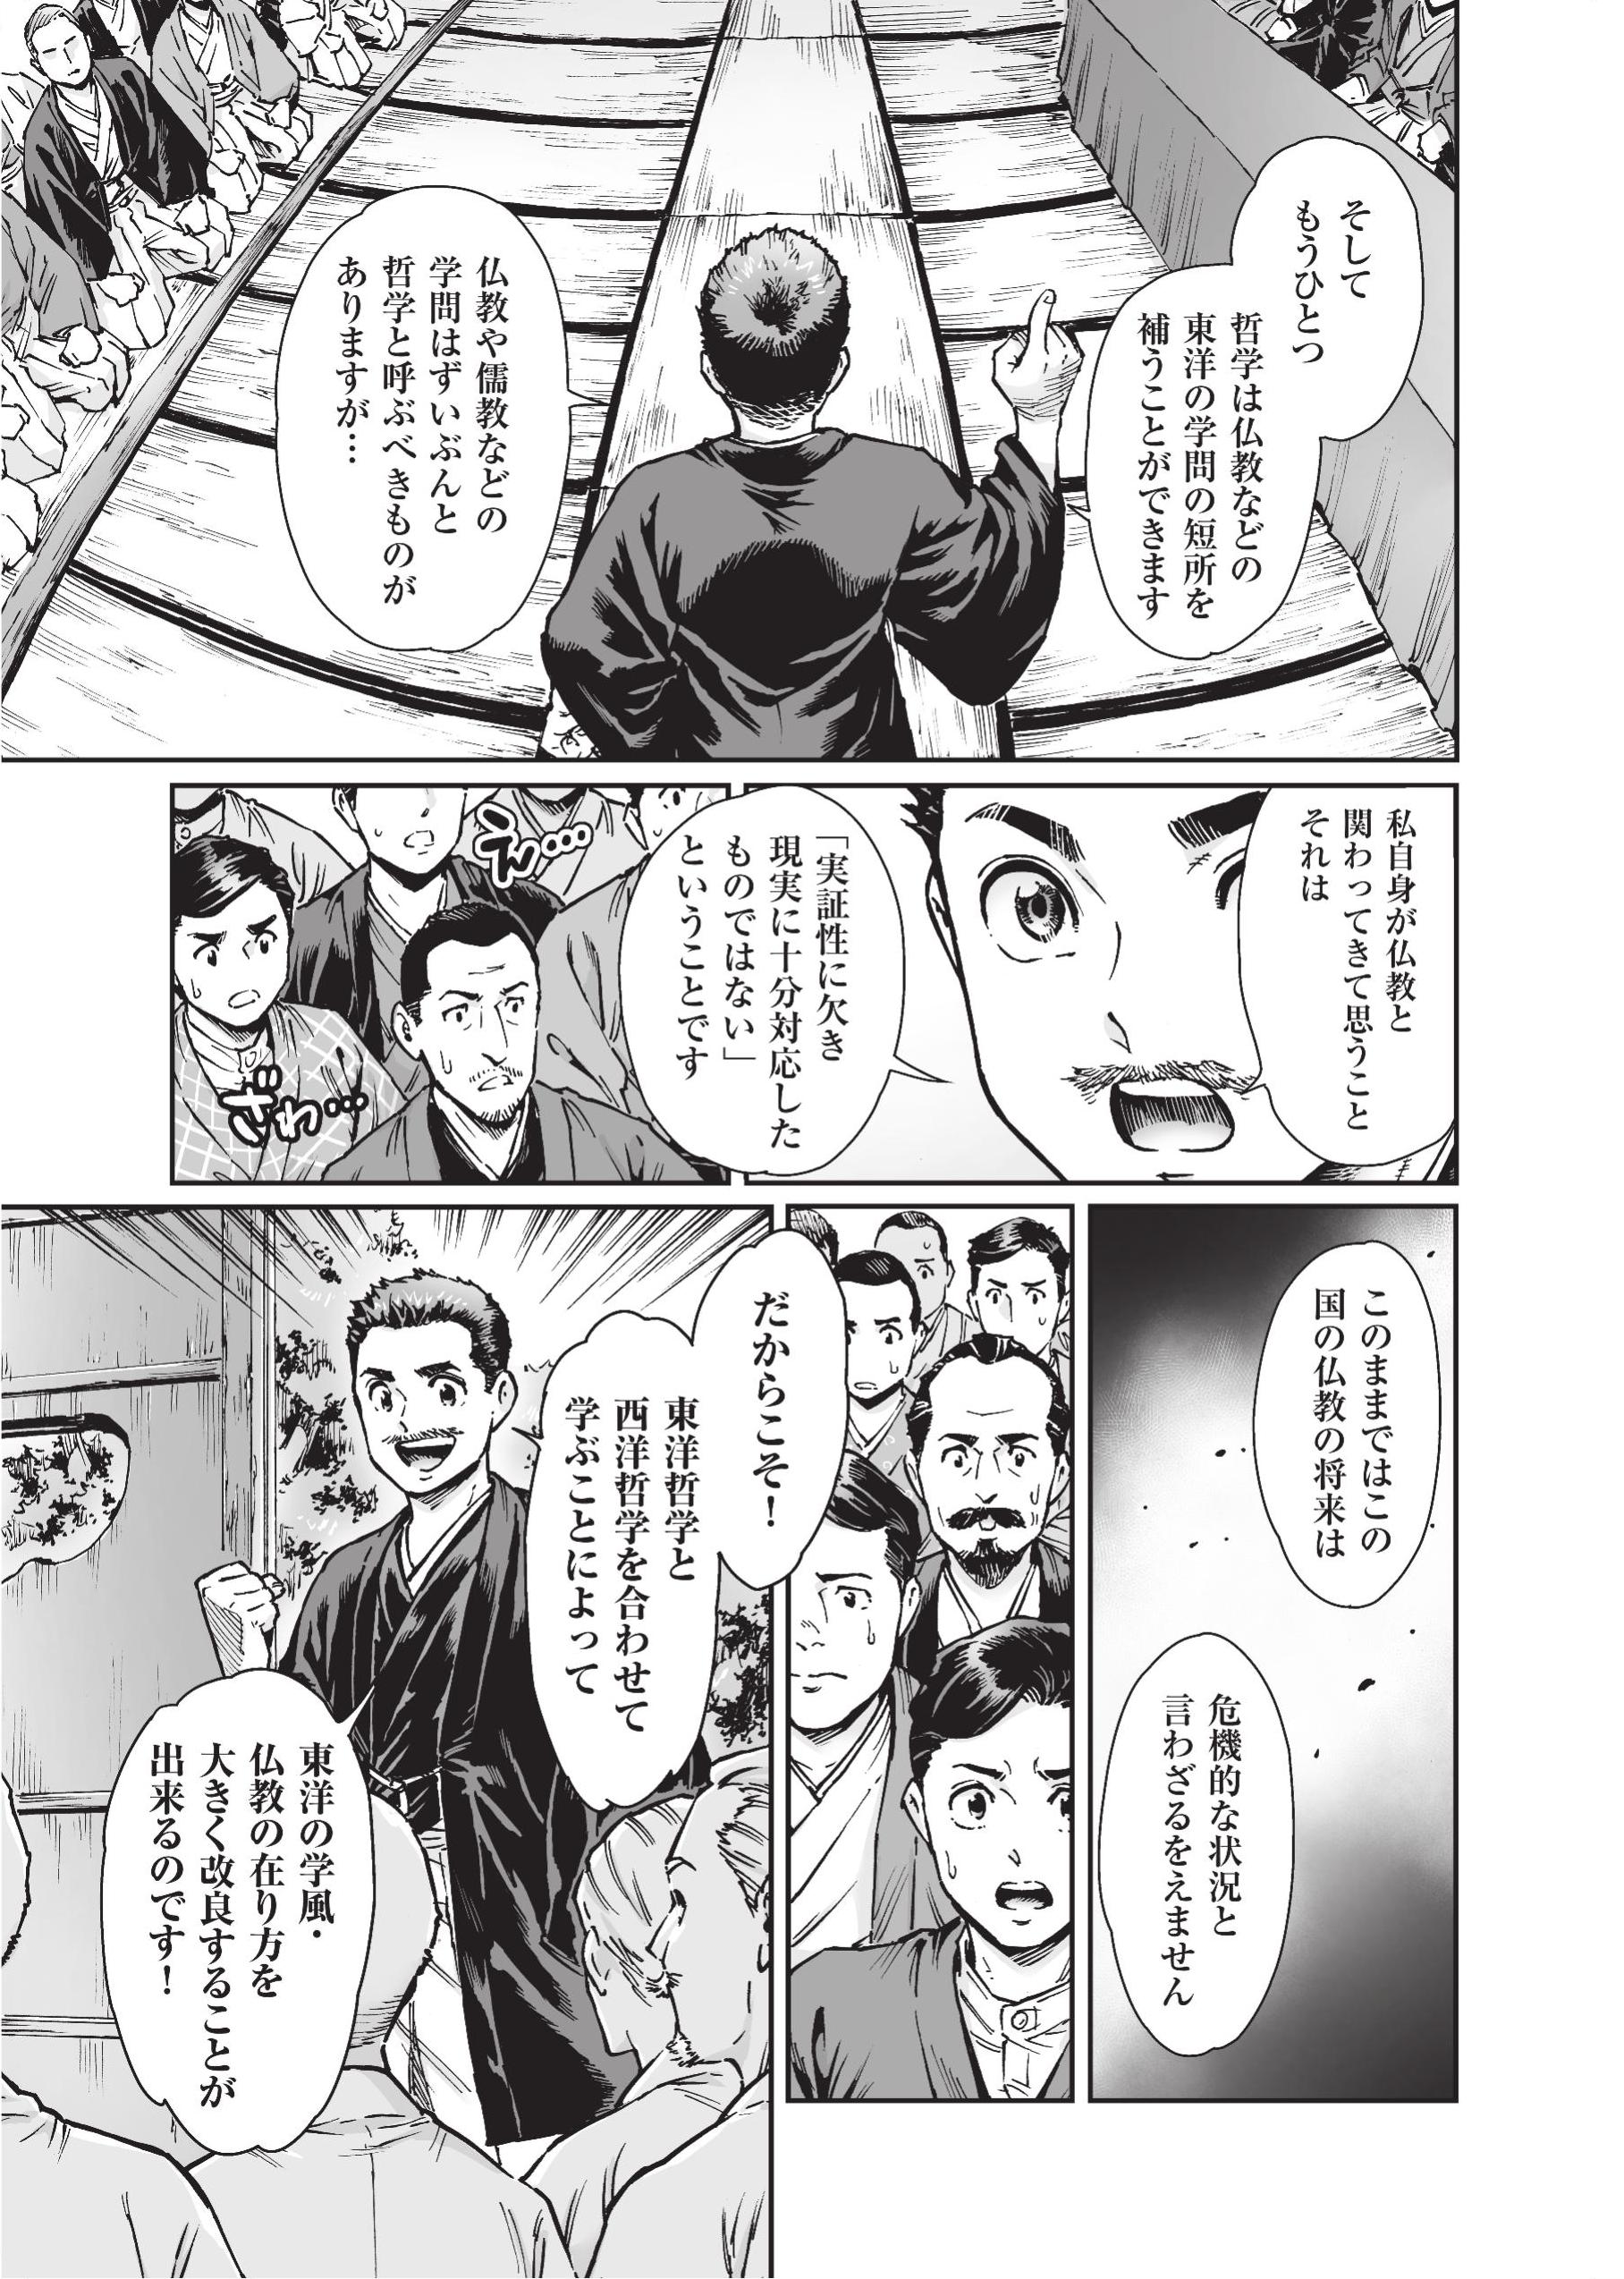 そして
もうひとつ
哲学は仏教などの
東洋の学問の短所を
補うことができます
仏教や儒教などの
学問はずいぶんと
哲学と呼ぶべきものが
ありますが…
私自身が仏教と
関わってきて思うこと
それは
「実証性に欠き
現実に十分対応した
ものではない」
ということです
えっ…
ざわ…
このままではこの
国の仏教の将来は
危機的な状況と
言わざるをえません
だからこそ！
東洋哲学と
西洋哲学を合わせて
学ぶことによって
東洋の学風・
仏教の在り方を
大きく改良することが
出来るのです！